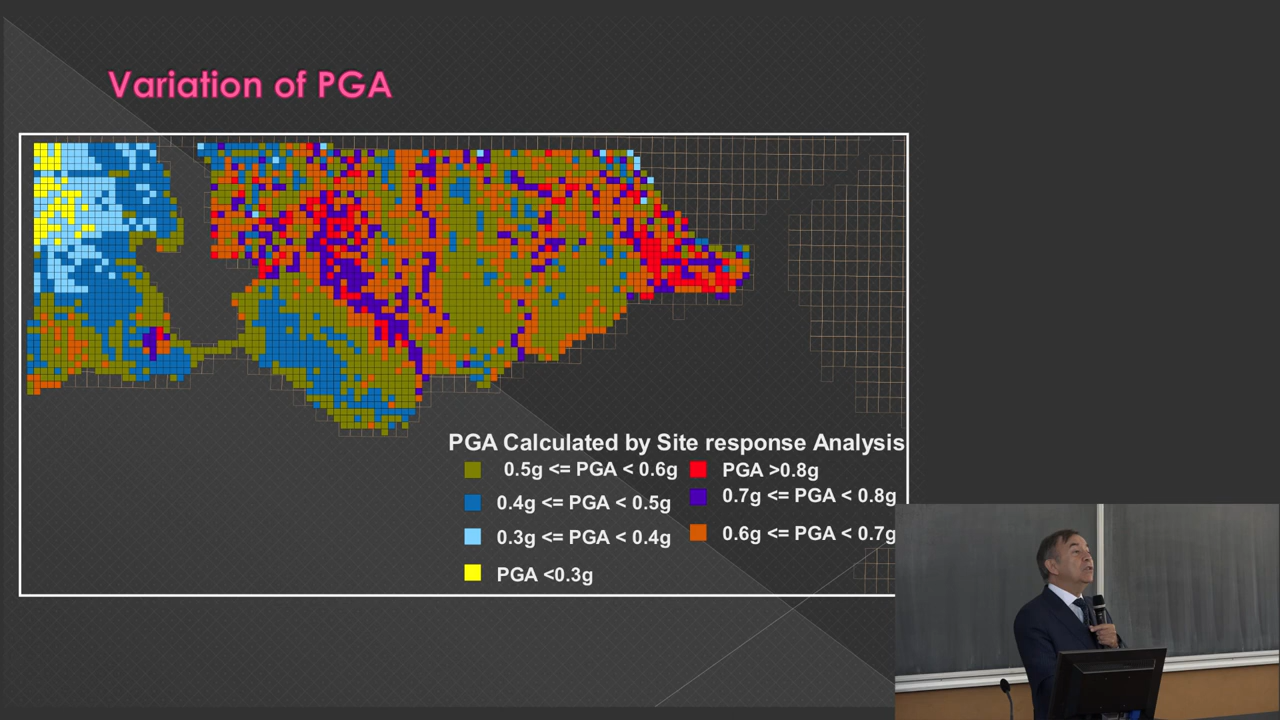 Variation of PGA
PGA Calculated by Site response Analysis
0.5g <= PGA < 0.6g
PGA >0.8g
0.4g <= PGA < 0.5g
0.7g <= PGA < 0.8g
0.3g <= PGA < 0.4g
0.6g <= PGA < 0.7g
PGA <0.3g